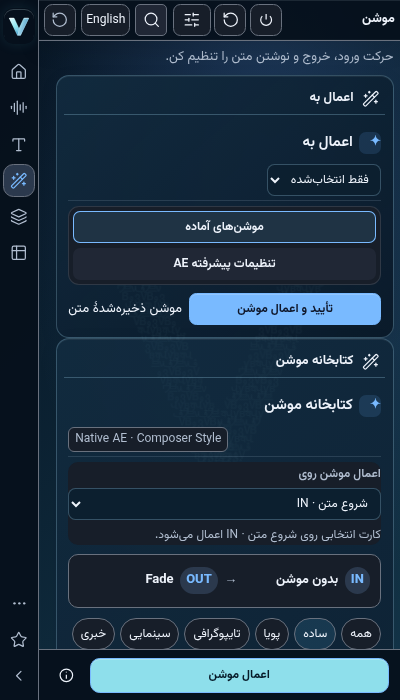 موشن
English
حرکت ورود، خروج و نوشتن متن را تنظیم کن.
اعمال به
اعمال به
فقط انتخاب‌شده
موشن‌های آماده
تنظیمات پیشرفته AE
تأیید و اعمال موشن
موشن ذخیره‌شدهٔ متن
کتابخانه موشن
کتابخانه موشن
Native AE · Composer Style
اعمال موشن روی
شروع متن · IN
کارت انتخابی روی شروع متن · IN اعمال می‌شود.
IN بدون موشن → OUT Fade
همه ساده پویا تایپوگرافی سینمایی خبری
اعمال موشن